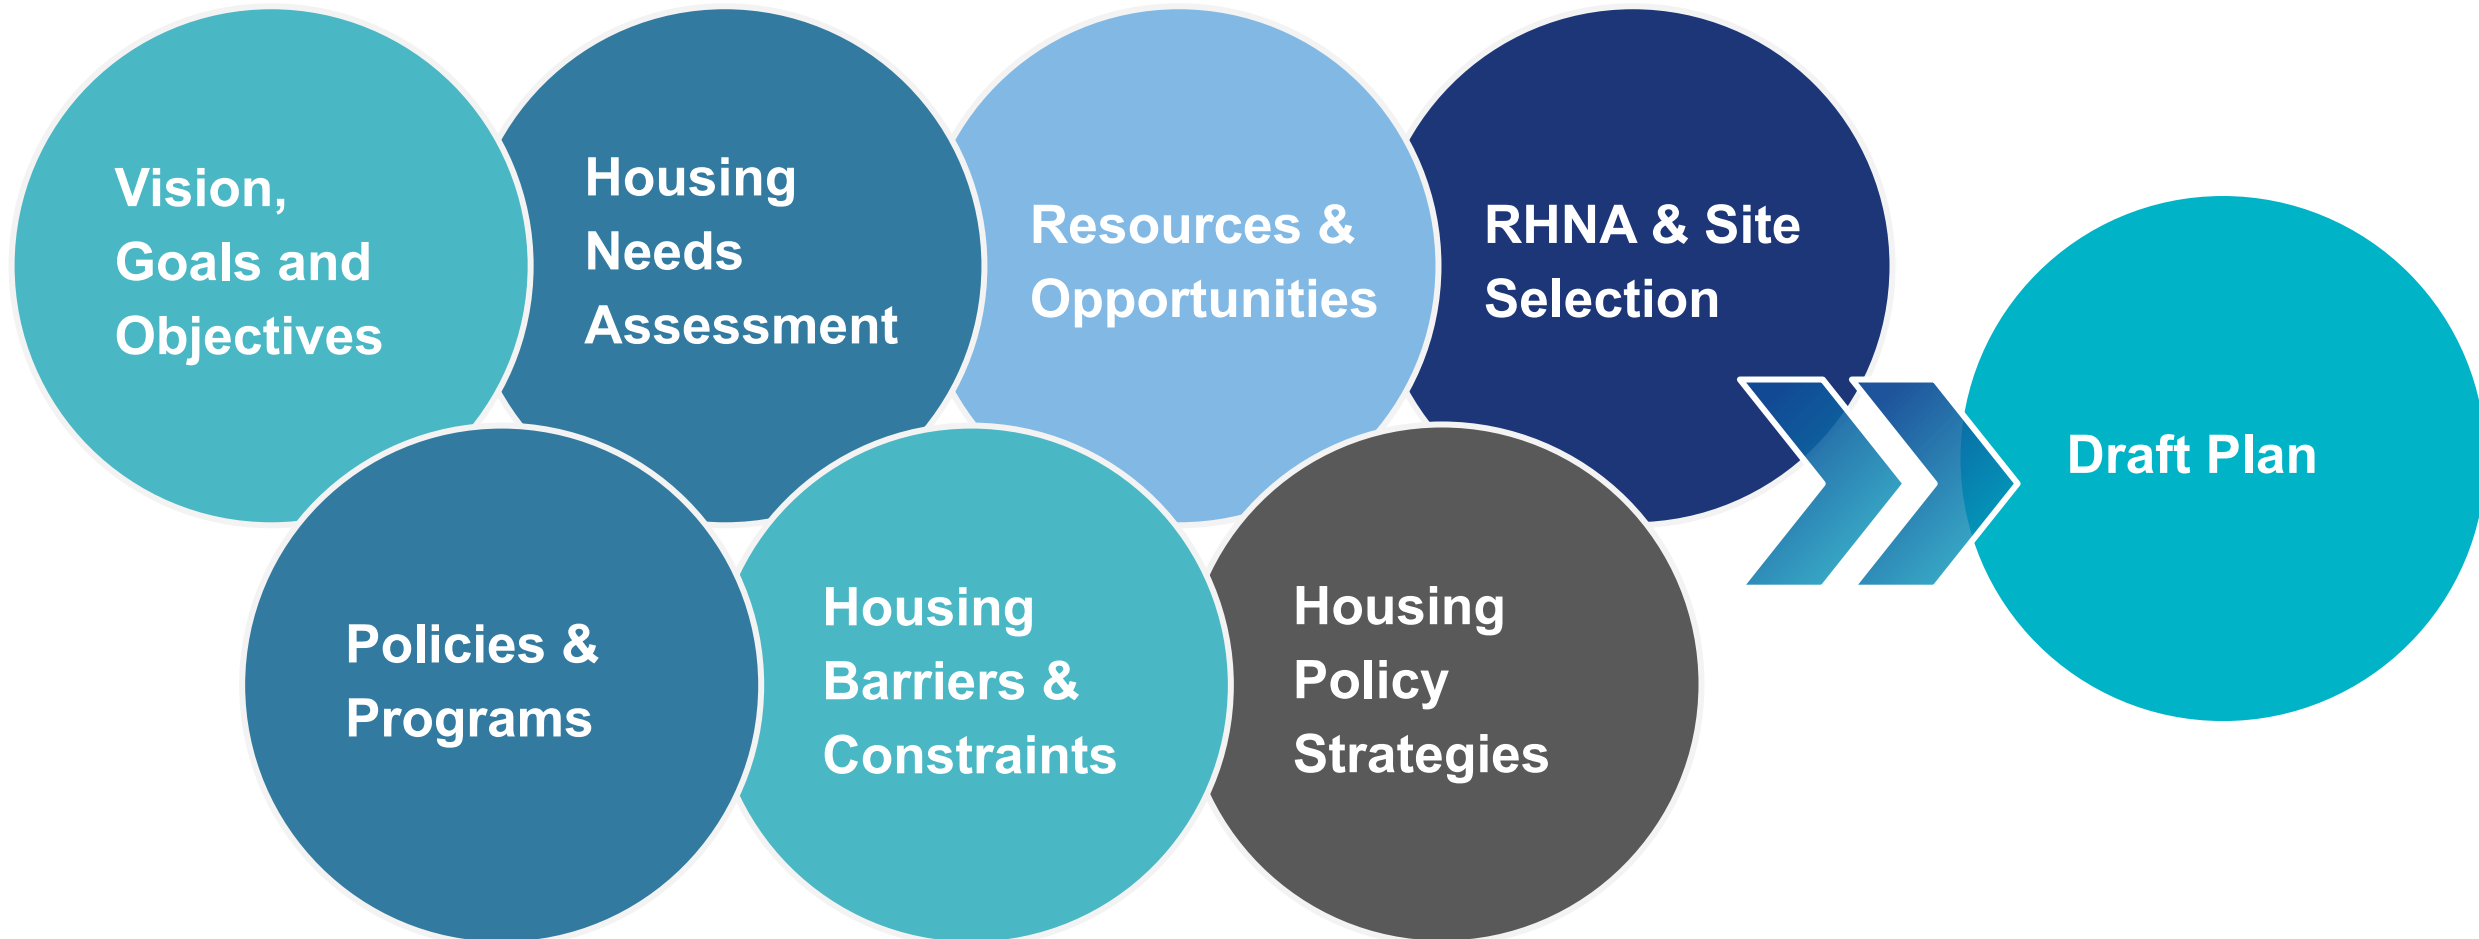 Vision,
Goals and
Objectives
Housing
Needs
Assessment
Resources &
Opportunities
RHNA & Site
Selection
Policies &
Programs
Housing
Barriers &
Constraints
Housing
Policy
Strategies
Draft Plan